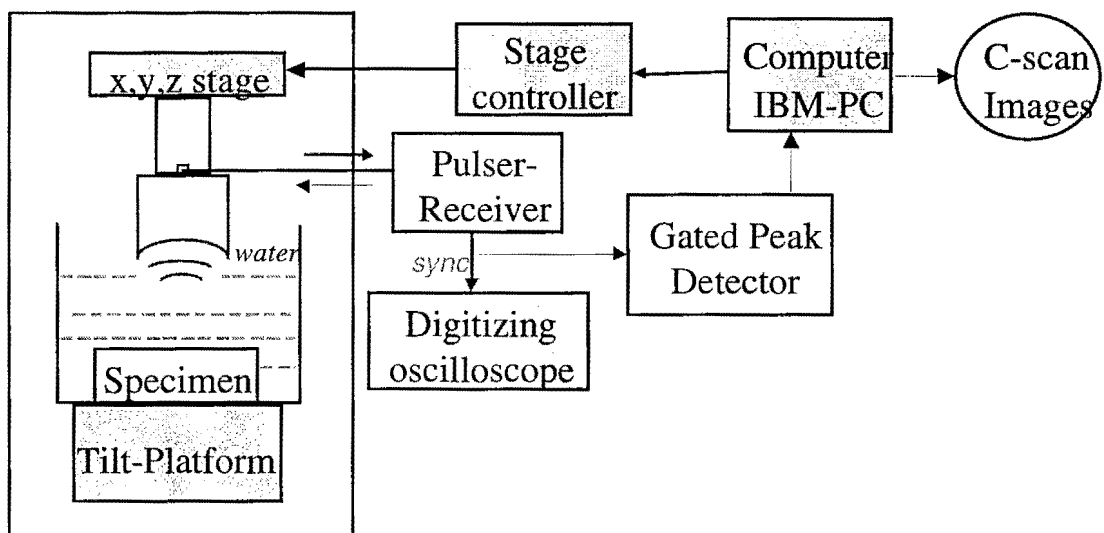 x,y,z stage
Stage
controller
Computer
IBM-PC
C-scan
Images
Pulser-
Receiver
Gated Peak
Detector
water
sync
Digitizing
oscilloscope
Specimen
Tilt-Platform